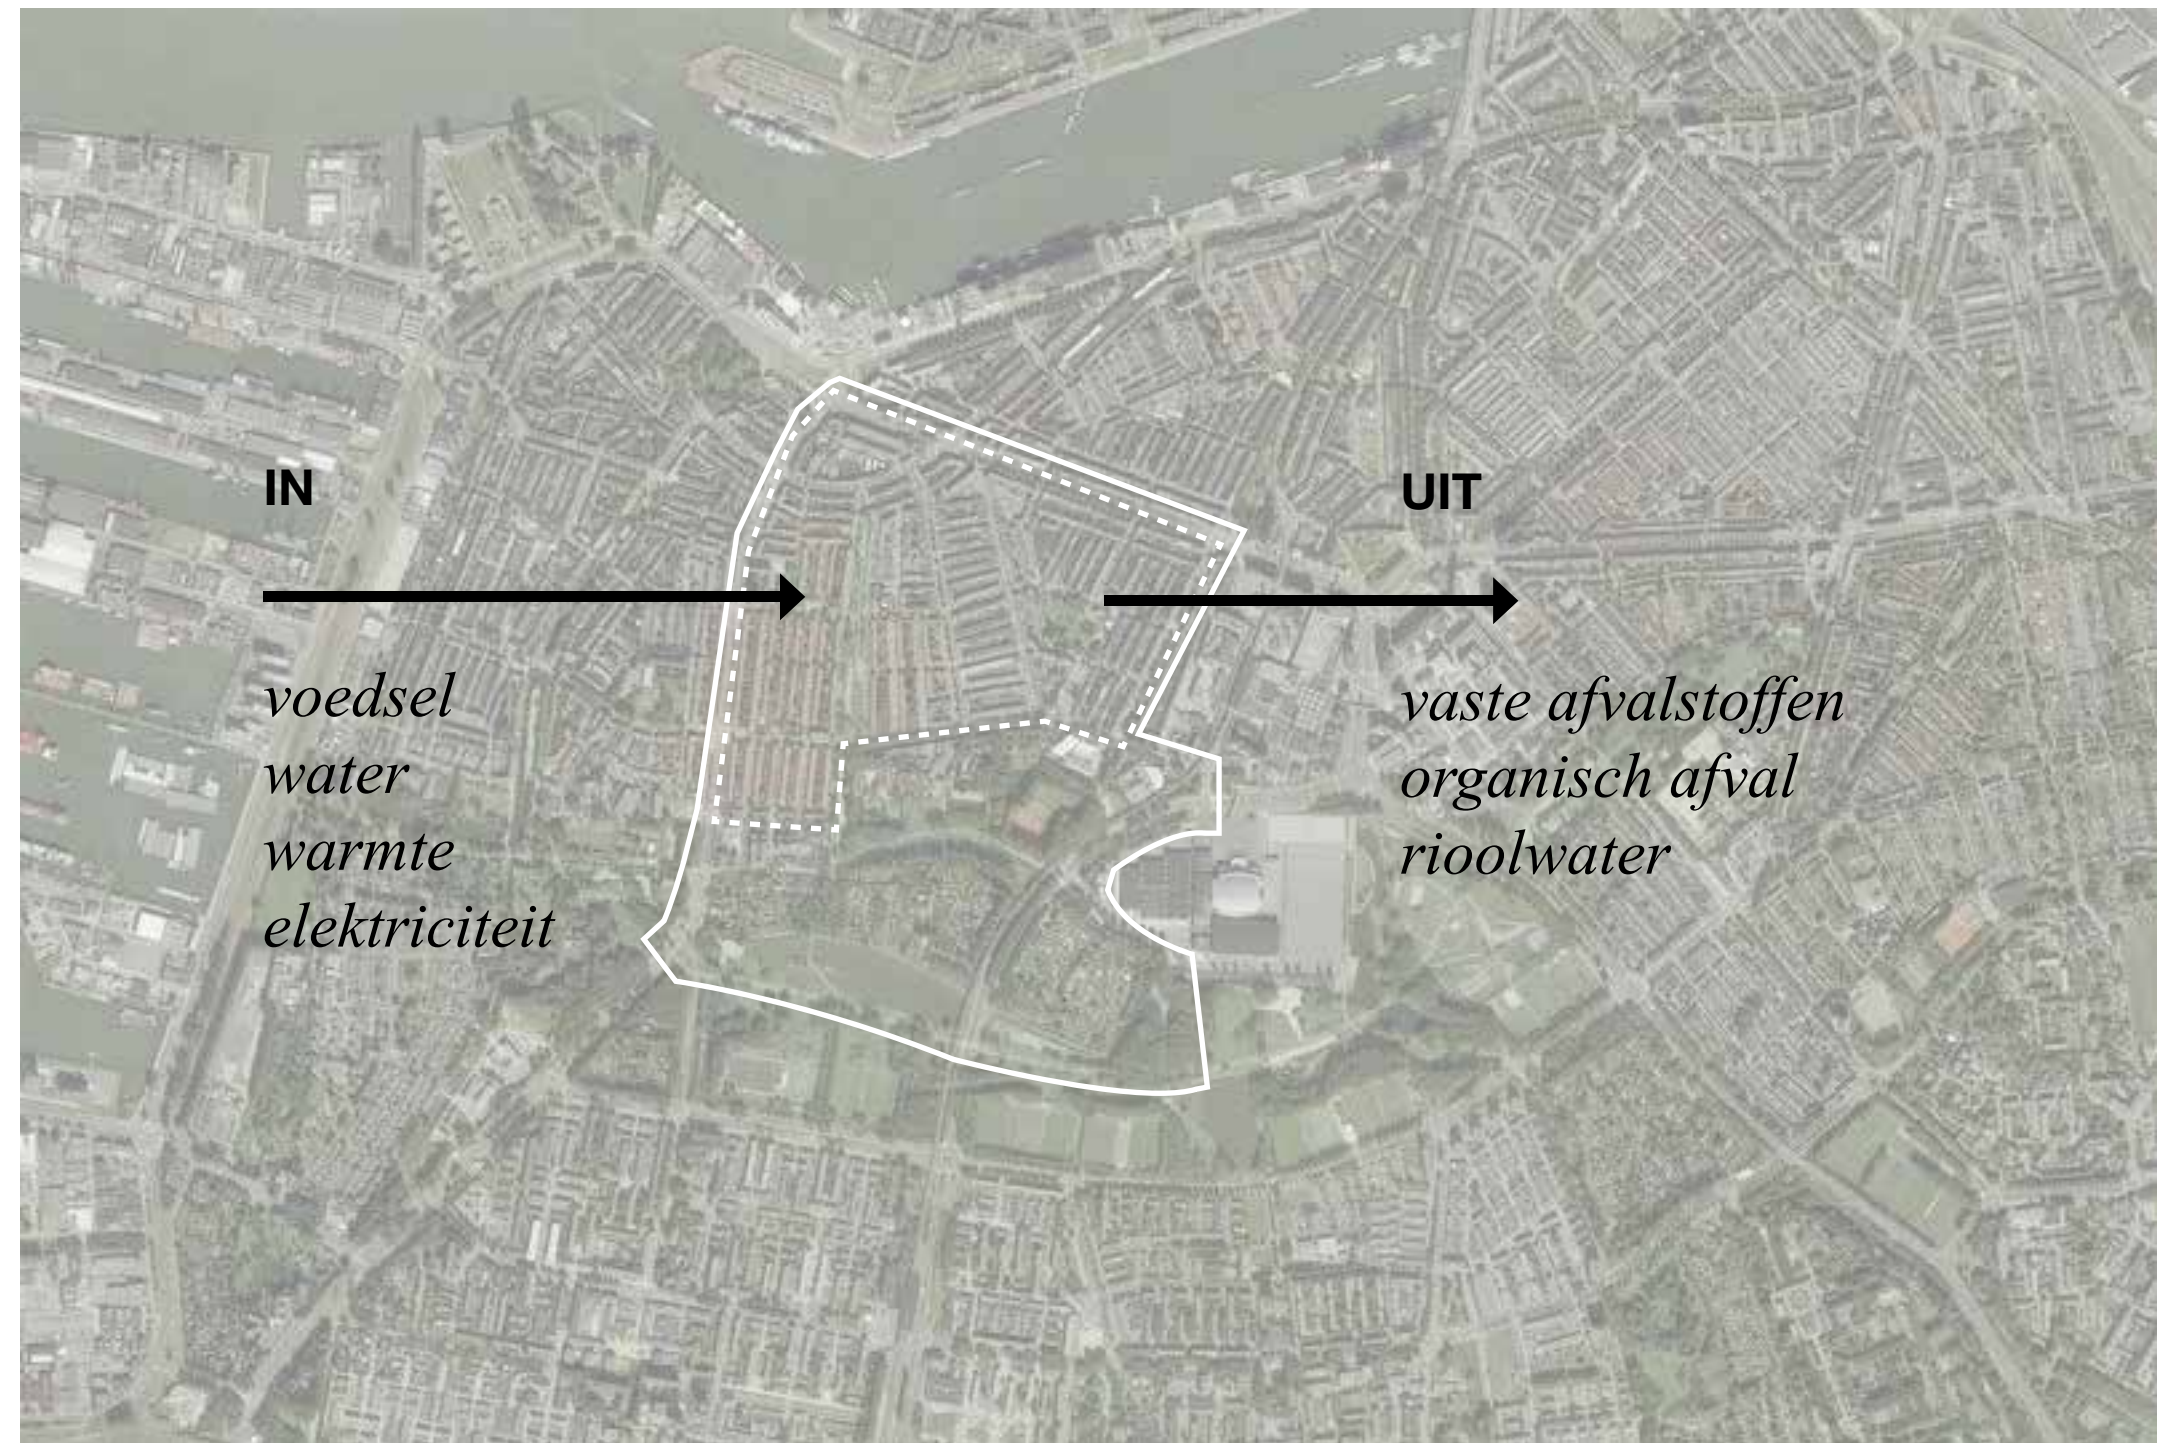 IN
voedsel
water
warmte
elektriciteit
UIT
vaste afvalstoffen
organisch afval
rioolwater